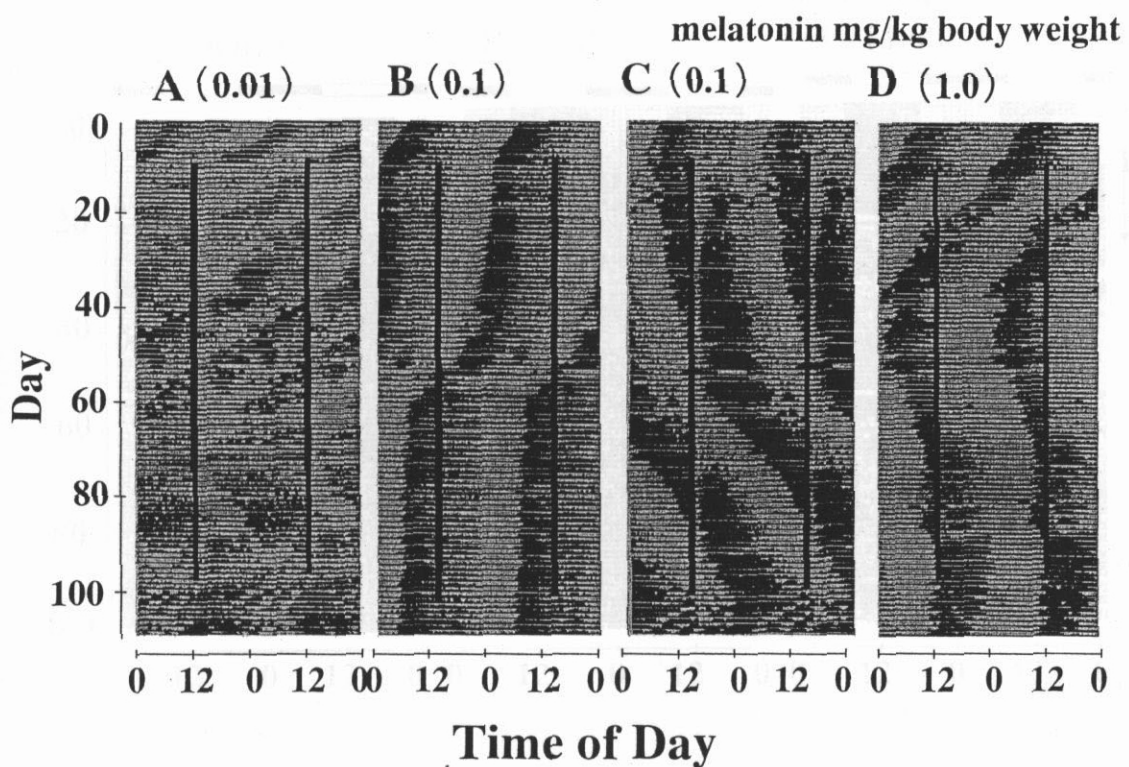 melatonin mg/kg body weight
A (0.01) B (0.1) C (0.1) D (1.0)
0
20
40
60
80
100
Day
0 12 0 12 0 0 12 0 12 0 0 12 0 12 0 0 12 0 12 0
Time of Day